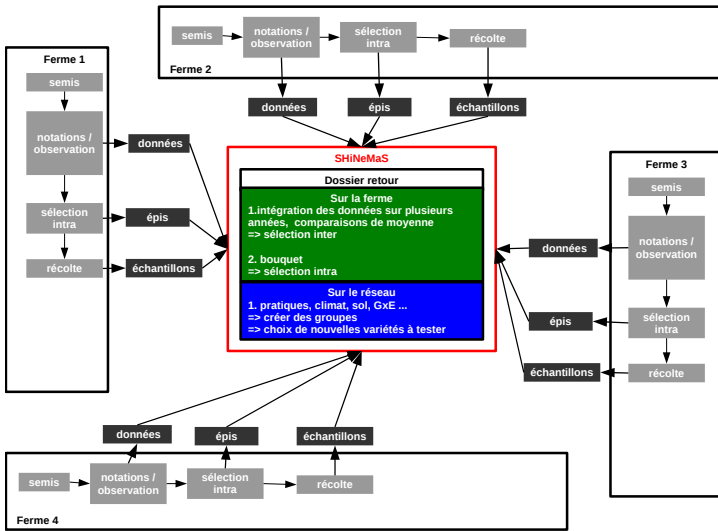 semis
notations /
observation
sélection
intra
récolte
Ferme 2
données
épis
échantillons
Ferme 1
semis
notations /
observation
sélection
intra
récolte
données
épis
échantillons
SHiNeMaS
Dossier retour
Sur la ferme
1.intégration des données sur plusieurs
années, comparaisons de moyenne
=> sélection inter
2. bouquet
=> sélection intra
Sur le réseau
1. pratiques, climat, sol, GxE ...
=> créer des groupes
=> choix de nouvelles variétés à tester
Ferme 3
semis
notations /
observation
sélection
intra
récolte
données
épis
échantillons
données
épis
échantillons
semis
notations /
observation
sélection
intra
récolte
Ferme 4